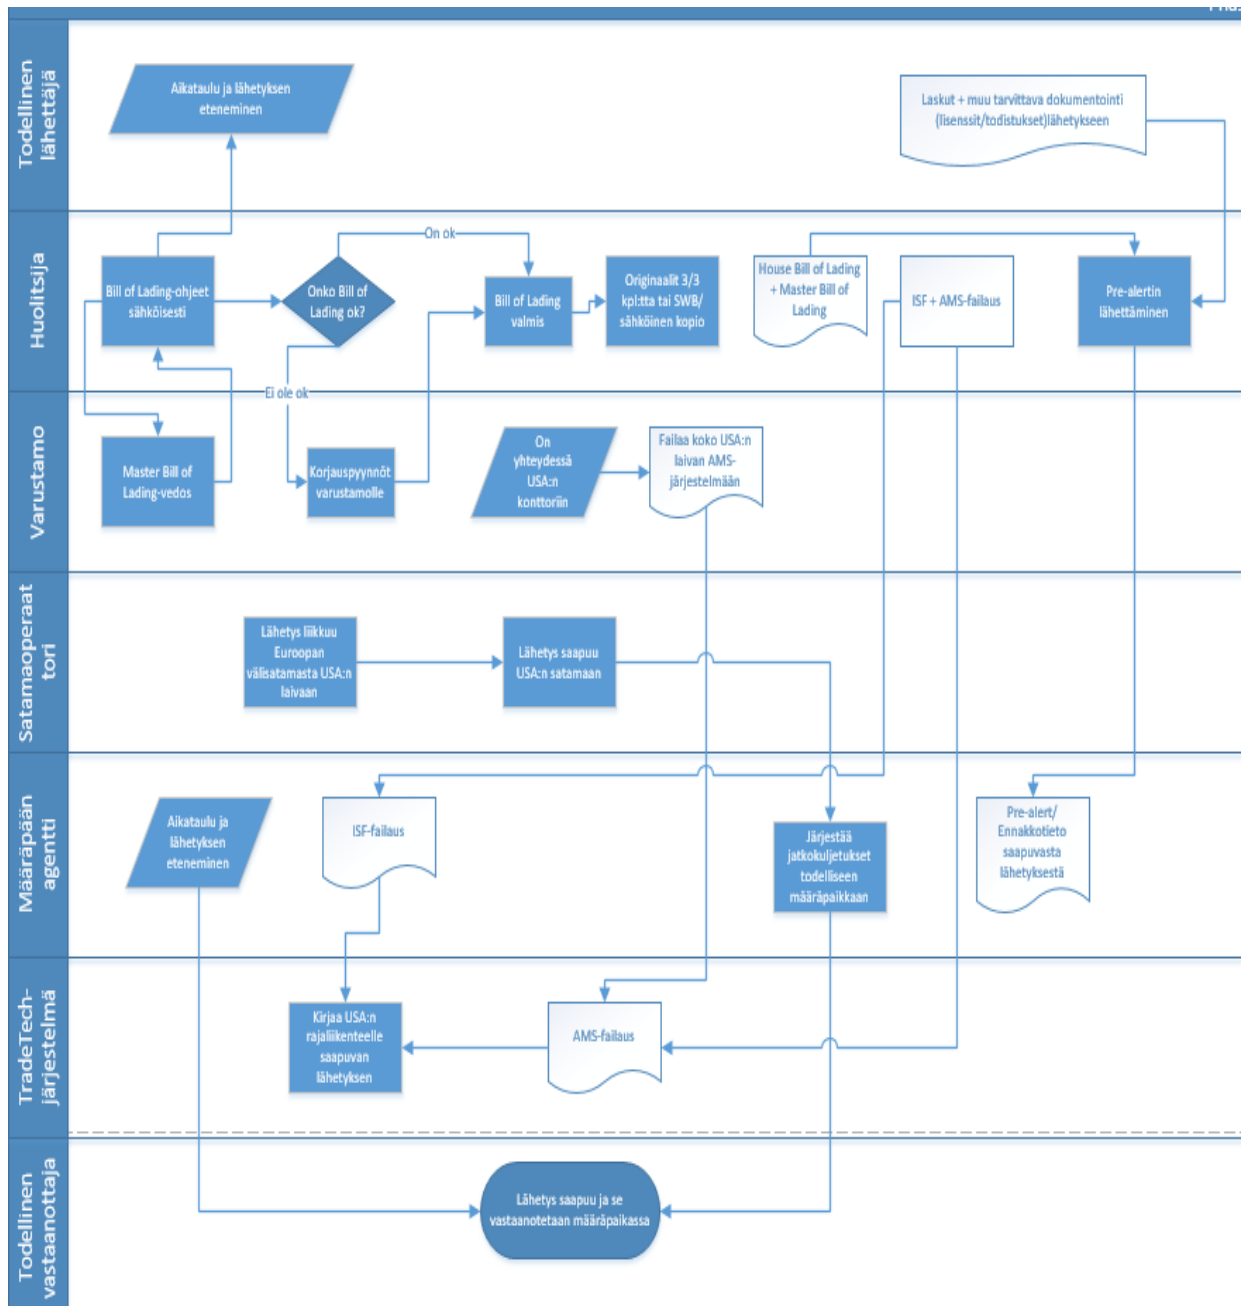 Todellinen
lähettäjä
Aikataulu ja lähetyksen
eteneminen
Laskut + muu tarvittava dokumentointi
(lisenssit/todistukset)lähetykseen
Huolitsija
Bill of Lading-ohjeet
sähköisesti
Onko Bill of
Lading ok?
On ok
Ei ole ok
Bill of Lading
valmis
Originaalit 3/3
kpl:tta tai SWB/
sähköinen kopio
House Bill of Lading
+ Master Bill of
Lading
ISF + AMS-failaus
Pre-alertin
lähettäminen
Varustamo
Master Bill of
Lading-vedos
Korjauspyynnöt
varustamolle
On
yhteydessä
USA:n
konttoriin
Failaa koko USA:n
laivan AMS-
järjestelmään
Satamaoperaat
tori
Lähetys liikkuu
Euroopan
välisatamasta USA:n
laivaan
Lähetys saapuu
USA:n satamaan
Määräpään
agentti
Aikataulu ja
lähetyksen
eteneminen
ISF-failaus
Järjestää
jatkokuljetukset
todelliseen
määräpaikkaan
Pre-alert/
Ennakkotieto
saapuvasta
lähetyksestä
TradeTech-
järjestelmä
Kirjaa USA:n
rajaliikenteelle
saapuvan
lähetyksen
AMS-failaus
Todellinen
vastaanottaja
Lähetys saapuu ja se
vastaanotetaan määräpaikassa